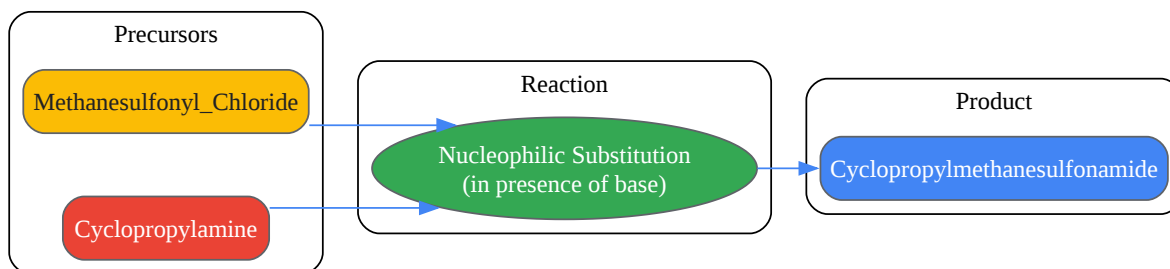 Precursors
Methanesulfonyl_Chloride
Cyclopropylamine
Reaction
Nucleophilic Substitution
(in presence of base)
Product
Cyclopropylmethanesulfonamide